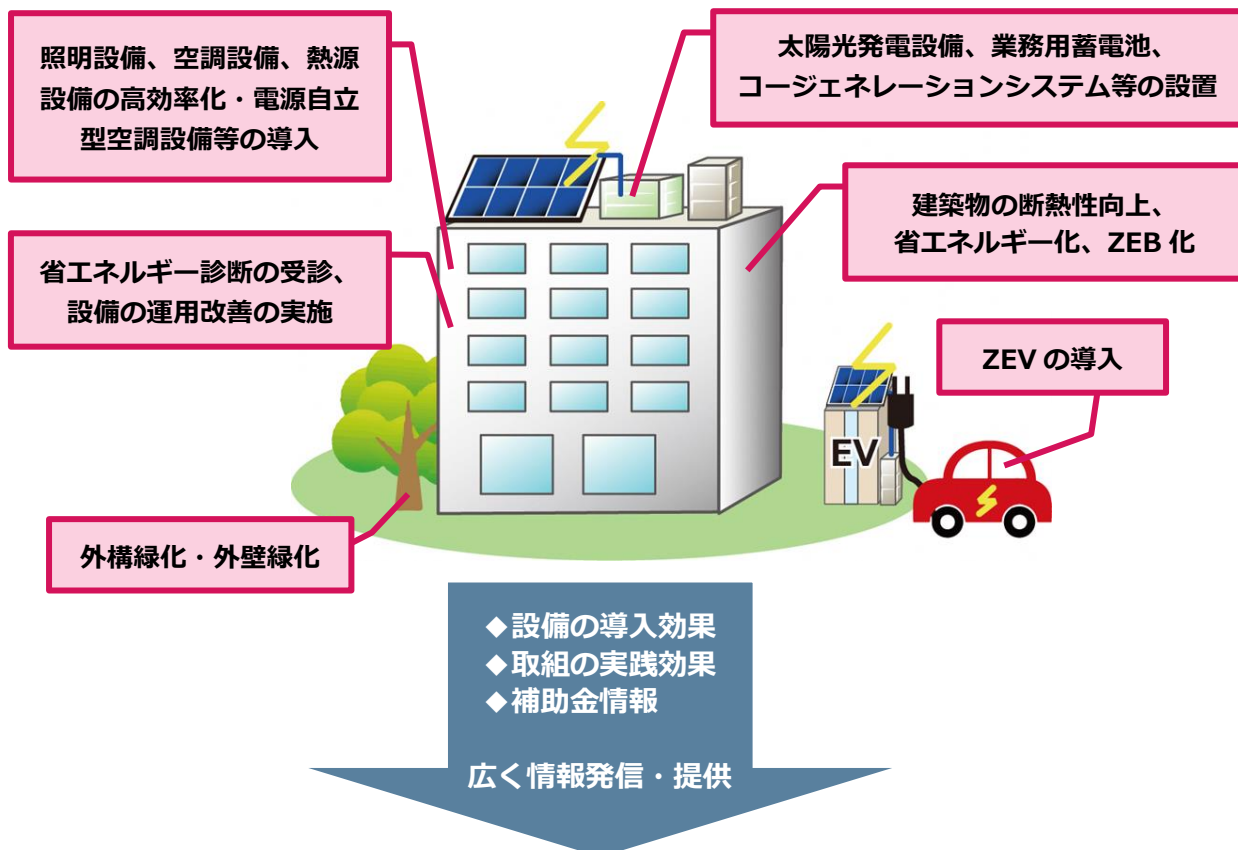 照明設備、空調設備、熱源
設備の高効率化・電源自立
型空調設備等の導入
太陽光発電設備、業務用蓄電池、
コージェネレーションシステム等の設置
建築物の断熱性向上、
省エネルギー化、ZEB 化
省エネルギー診断の受診、
設備の運用改善の実施
ZEV の導入
EV
外構緑化・外壁緑化
◆設備の導入効果
◆取組の実践効果
◆補助金情報
広く情報発信・提供